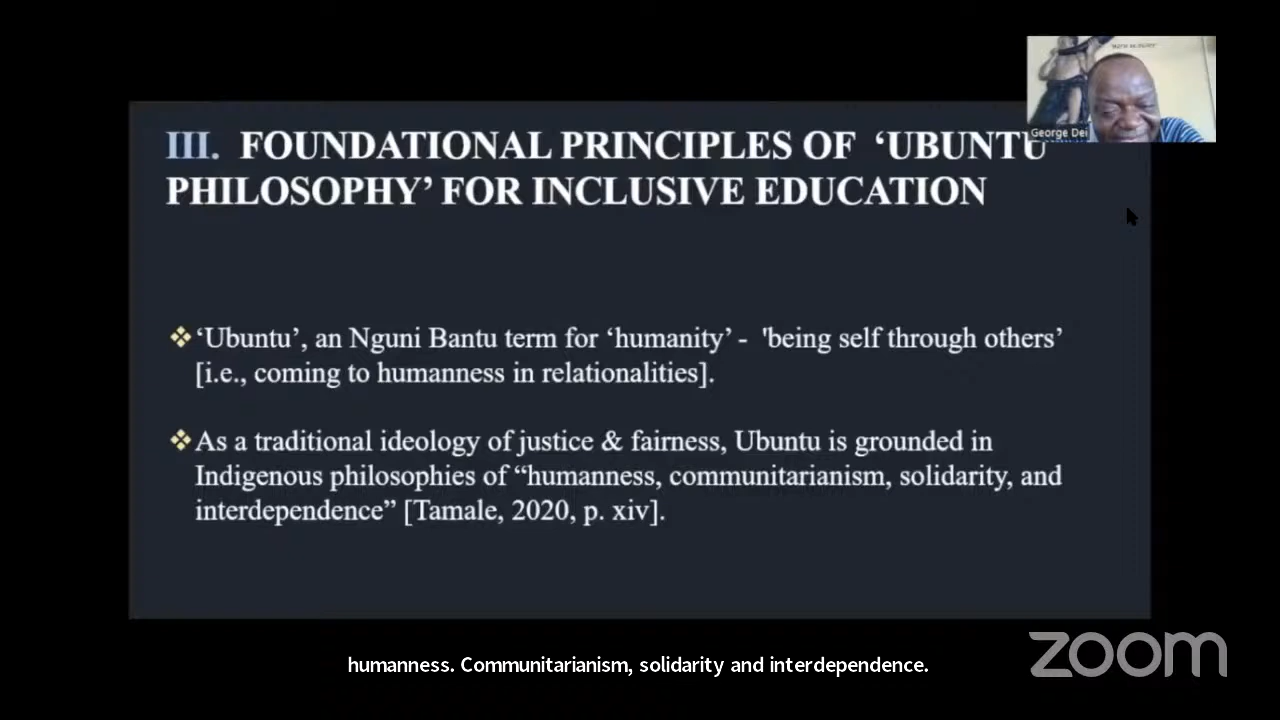 George Dei
III. FOUNDATIONAL PRINCIPLES OF ‘UBUNTU
PHILOSOPHY’ FOR INCLUSIVE EDUCATION
‘Ubuntu’, an Nguni Bantu term for ‘humanity’ - 'being self through others’
[i.e., coming to humanness in relationalities].
As a traditional ideology of justice & fairness, Ubuntu is grounded in
Indigenous philosophies of “humanness, communitarianism, solidarity, and
interdependence” [Tamale, 2020, p. xiv].
humanness. Communitarianism, solidarity and interdependence.
zoom